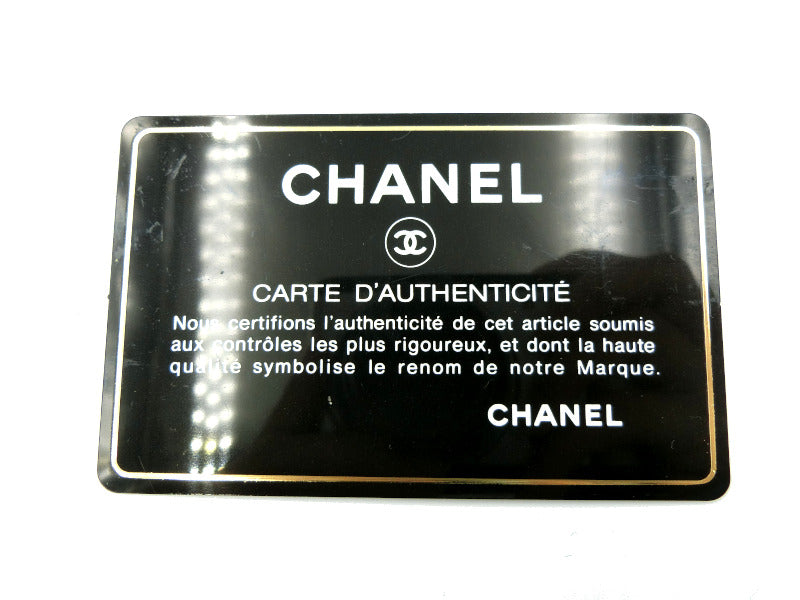 CHANEL
CARTE D'AUTHENTICITÉ
Nous certifions l'authenticité de cet article soumis
aux contrôles les plus rigoureux, et dont la haute
qualité symbolise le renom de notre Marque.
CHANEL